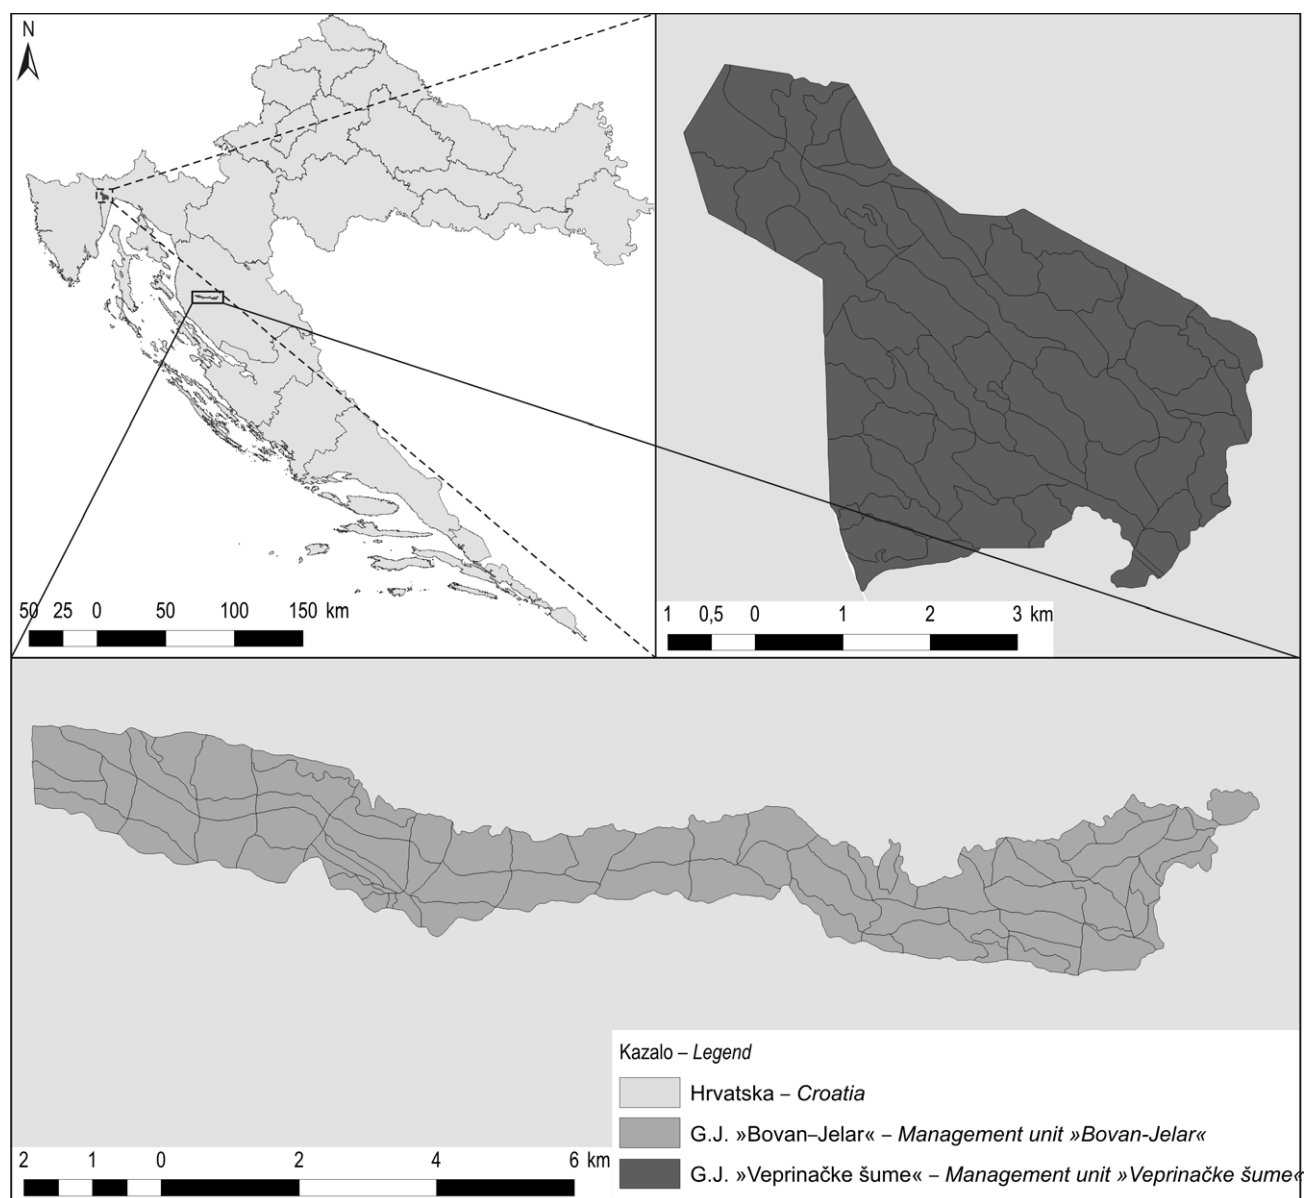 N
50 25 0 50 100 150 km
1 0,5 0 1 2 3 km
2 1 0 2 4 6 km
Kazalo – Legend
Hrvatska – Croatia
G.J. »Bovan–Jelar« – Management unit »Bovan-Jelar«
G.J. »Veprinačke šume« – Management unit »Veprinačke šume«